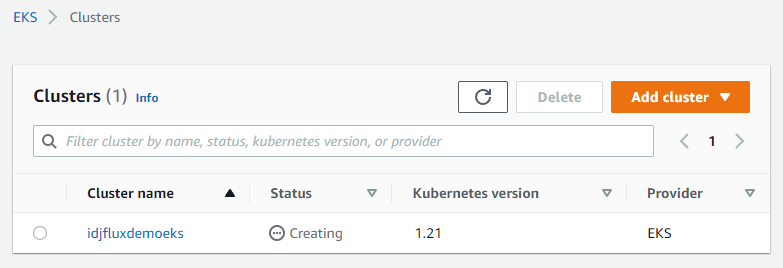 EKS Clusters
Clusters (1) Info Delete Add cluster
Filter cluster by name, status, kubernetes version, or provider 1
Cluster name Status Kubernetes version Provider
idjfluxdemoeks Creating 1.21 EKS